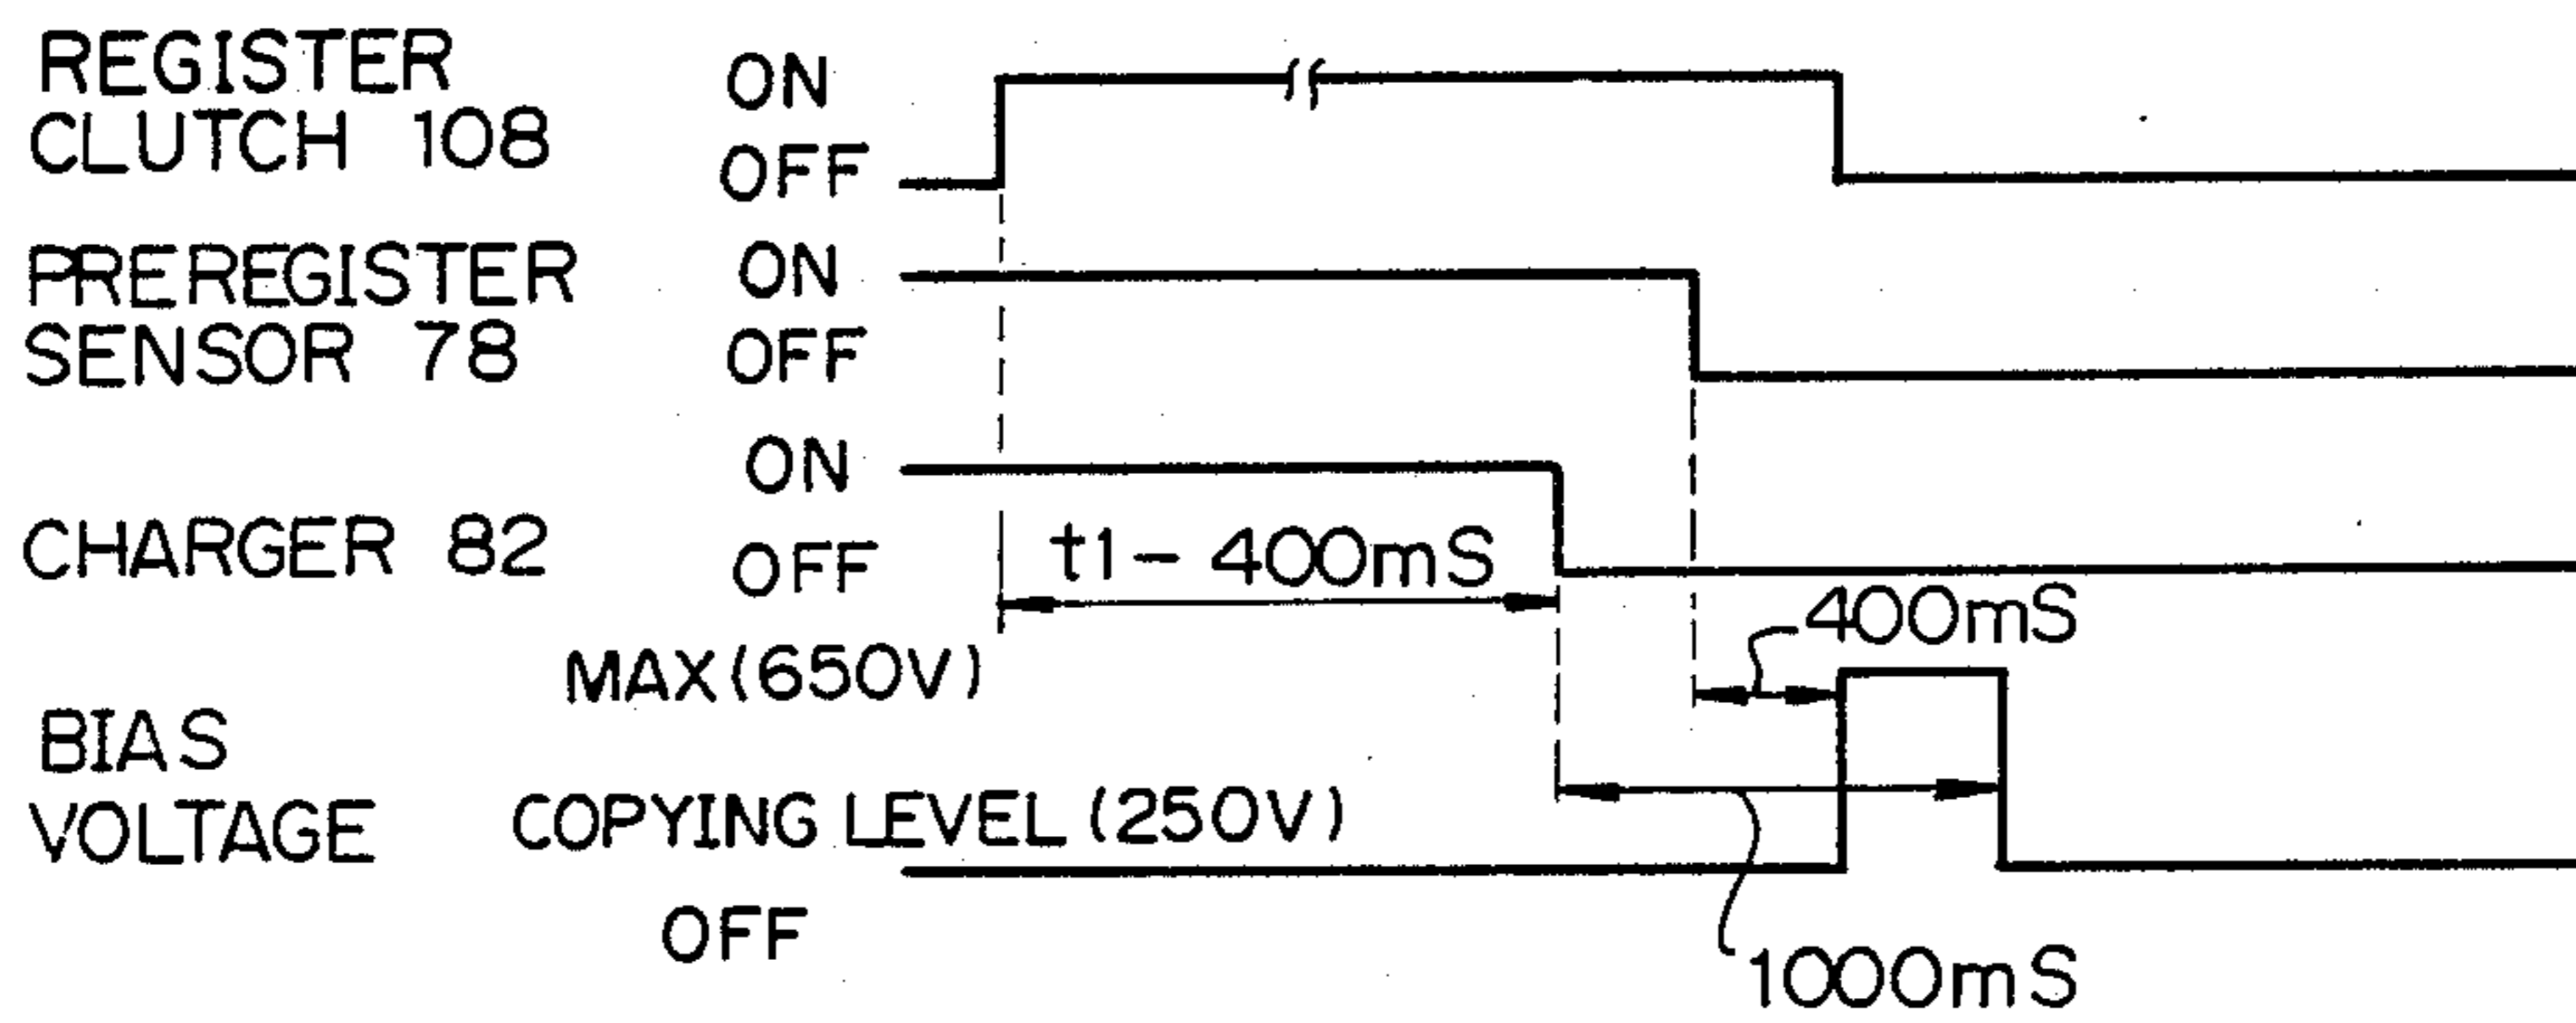 REGISTER
CLUTCH 108
ON
OFF
PREREGISTER
SENSOR 78
ON
OFF
CHARGER 82
ON
OFF
t1 - 400mS
400mS
BIAS
VOLTAGE
MAX (650V)
COPYING LEVEL (250V)
OFF
1000mS